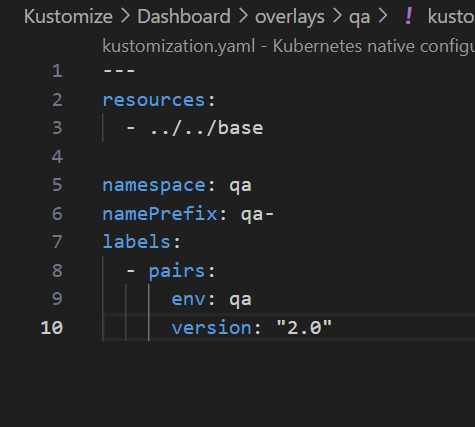 Kustomize > Dashboard > overlays > qa > ! kusto
kustomization.yaml - Kubernetes native configu
1 ---
2 resources:
3   - ../../base
4
5 namespace: qa
6 namePrefix: qa-
7 labels:
8   - pairs:
9       env: qa
10       version: "2.0"